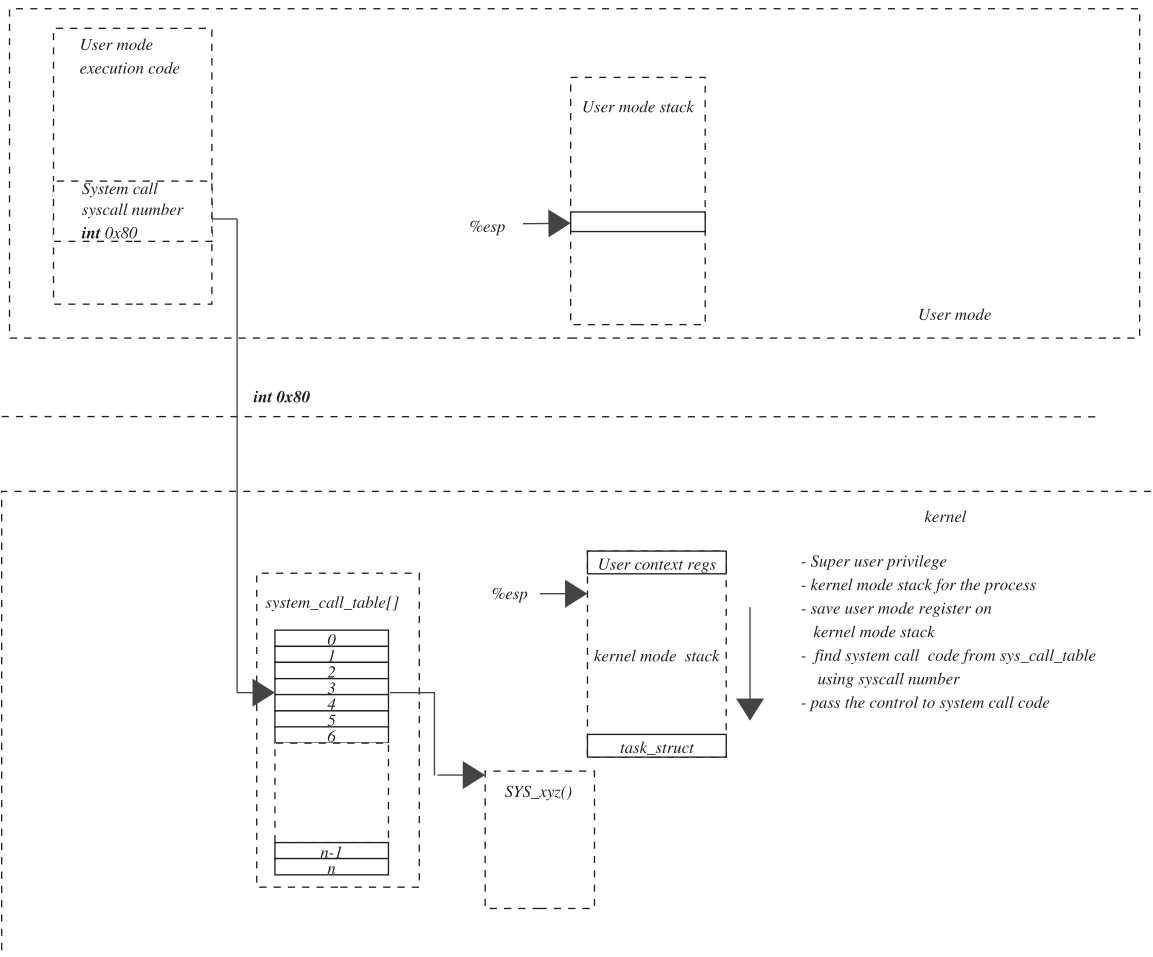 User mode
execution code
User mode stack
System call
syscall number
int 0x80
%esp
User mode
int 0x80
kernel
User context regs
%esp
kernel mode  stack
task_struct
- Super user privilege
- kernel mode stack for the process
- save user mode register on
kernel mode stack
-  find system call  code from sys_call_table
using syscall number
- pass the control to system call code
system_call_table[]
0
1
2
3
4
5
6
n-1
n
SYS_xyz()